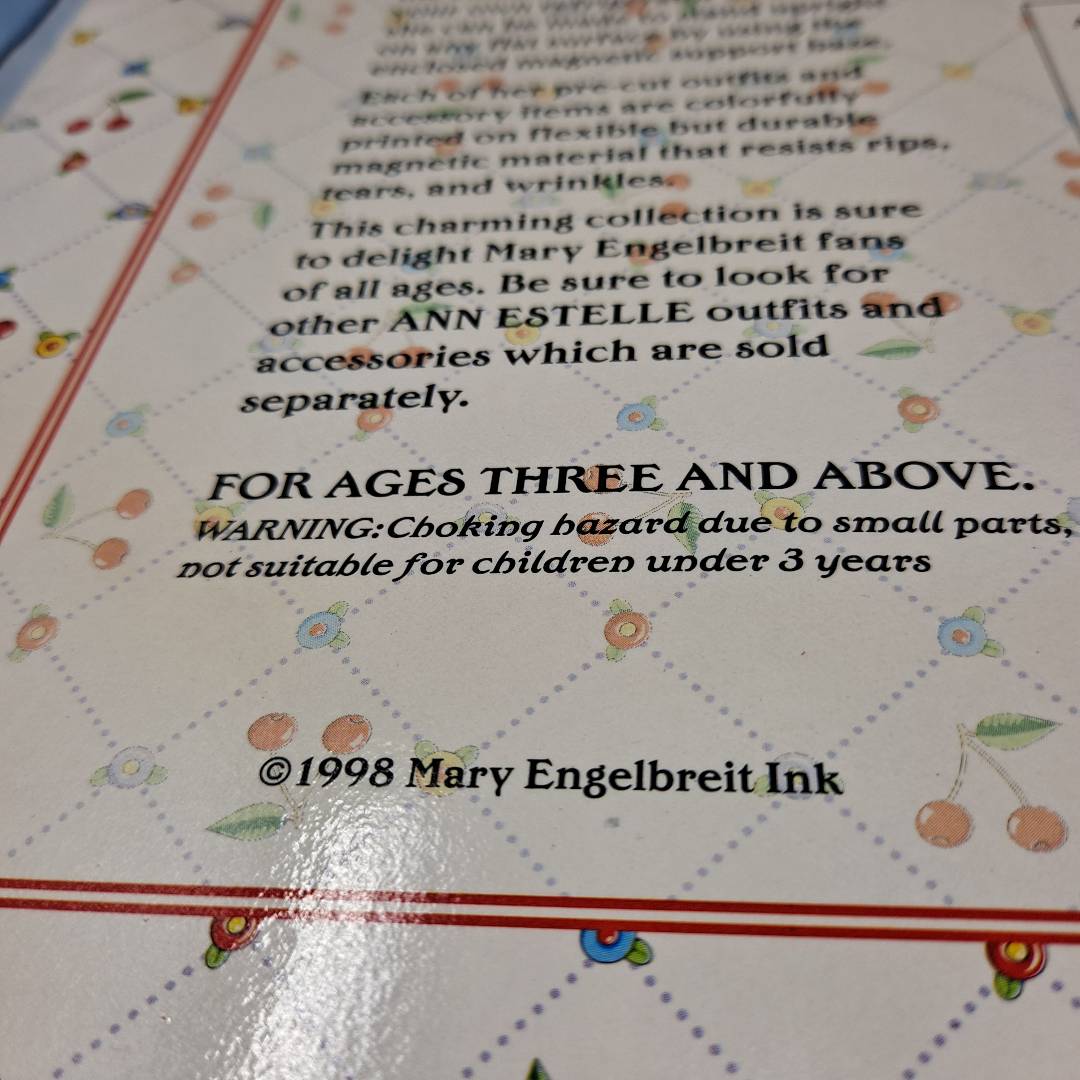 she can be made to stand upright
on any flat surface by using the
enclosed magnetic support base.
Each of her pre-cut outfits and
accessory items are colorfully
printed on flexible but durable
magnetic material that resists rips,
tears, and wrinkles.
This charming collection is sure
to delight Mary Engelbreit fans
of all ages. Be sure to look for
other ANN ESTELLE outfits and
accessories which are sold
separately.
FOR AGES THREE AND ABOVE.
WARNING: Choking hazard due to small parts,
not suitable for children under 3 years
©1998 Mary Engelbreit Ink